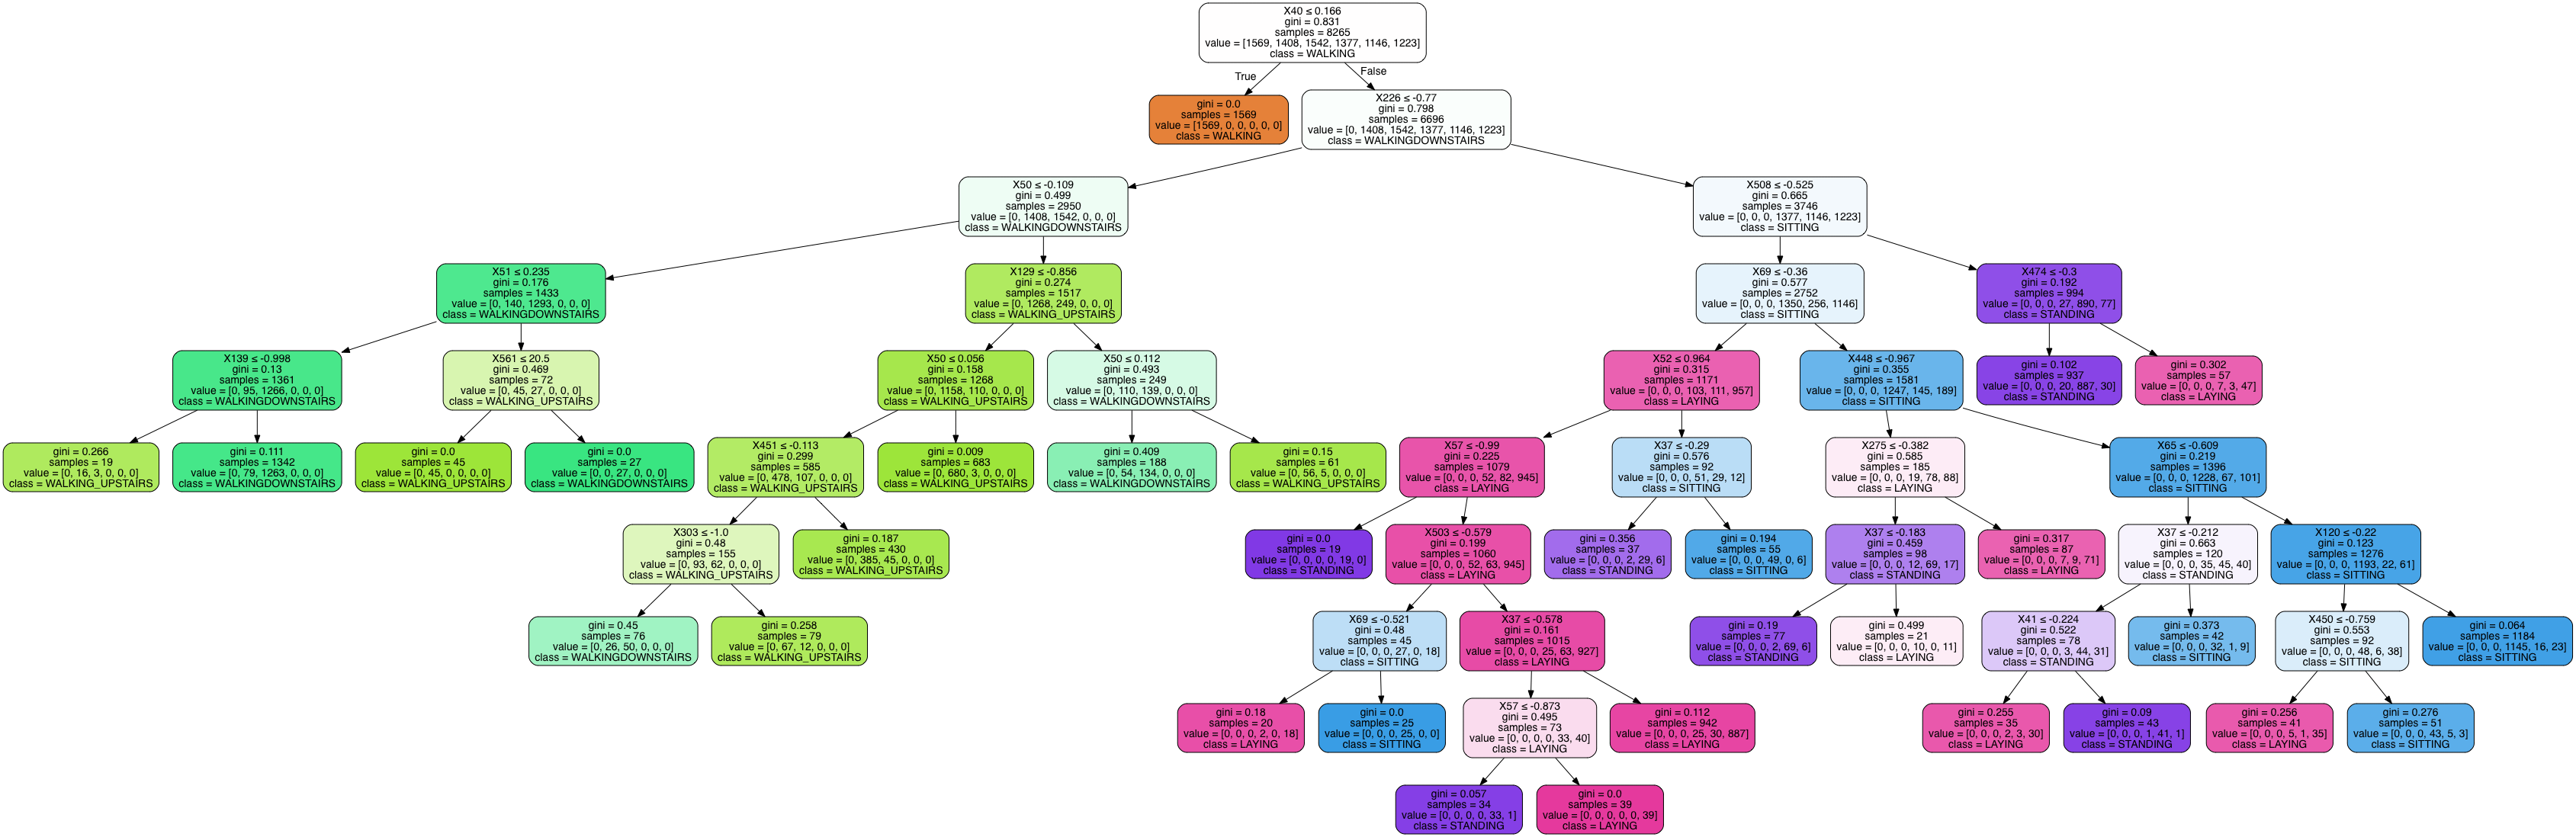 X40 ≤ 0.166
gini = 0.831
samples = 8265
value = [1569, 1408, 1542, 1377, 1146, 1223]
class = WALKING
True
False
gini = 0.0
samples = 1569
value = [1569, 0, 0, 0, 0, 0]
class = WALKING
X226 ≤ -0.77
gini = 0.798
samples = 6696
value = [0, 1408, 1542, 1377, 1146, 1223]
class = WALKINGDOWNSTAIRS
X50 ≤ -0.109
gini = 0.499
samples = 2950
value = [0, 1408, 1542, 0, 0, 0]
class = WALKINGDOWNSTAIRS
X508 ≤ -0.525
gini = 0.665
samples = 3746
value = [0, 0, 0, 1377, 1146, 1223]
class = SITTING
X51 ≤ 0.235
gini = 0.176
samples = 1433
value = [0, 140, 1293, 0, 0, 0]
class = WALKINGDOWNSTAIRS
X129 ≤ -0.856
gini = 0.274
samples = 1517
value = [0, 1268, 249, 0, 0, 0]
class = WALKING_UPSTAIRS
X69 ≤ -0.36
gini = 0.577
samples = 2752
value = [0, 0, 0, 1350, 256, 1146]
class = SITTING
X474 ≤ -0.3
gini = 0.192
samples = 994
value = [0, 0, 0, 27, 890, 77]
class = STANDING
X139 ≤ -0.998
gini = 0.13
samples = 1361
value = [0, 95, 1266, 0, 0, 0]
class = WALKINGDOWNSTAIRS
X561 ≤ 20.5
gini = 0.469
samples = 72
value = [0, 45, 27, 0, 0, 0]
class = WALKING_UPSTAIRS
X50 ≤ 0.056
gini = 0.158
samples = 1268
value = [0, 1158, 110, 0, 0, 0]
class = WALKING_UPSTAIRS
X50 ≤ 0.112
gini = 0.493
samples = 249
value = [0, 110, 139, 0, 0, 0]
class = WALKINGDOWNSTAIRS
X52 ≤ 0.964
gini = 0.315
samples = 1171
value = [0, 0, 0, 103, 111, 957]
class = LAYING
X448 ≤ -0.967
gini = 0.355
samples = 1581
value = [0, 0, 0, 1247, 145, 189]
class = SITTING
gini = 0.102
samples = 937
value = [0, 0, 0, 20, 887, 30]
class = STANDING
gini = 0.302
samples = 57
value = [0, 0, 0, 7, 3, 47]
class = LAYING
gini = 0.266
samples = 19
value = [0, 16, 3, 0, 0, 0]
class = WALKING_UPSTAIRS
gini = 0.111
samples = 1342
value = [0, 79, 1263, 0, 0, 0]
class = WALKINGDOWNSTAIRS
gini = 0.0
samples = 45
value = [0, 45, 0, 0, 0, 0]
class = WALKING_UPSTAIRS
gini = 0.0
samples = 27
value = [0, 0, 27, 0, 0, 0]
class = WALKINGDOWNSTAIRS
X451 ≤ -0.113
gini = 0.299
samples = 585
value = [0, 478, 107, 0, 0, 0]
class = WALKING_UPSTAIRS
gini = 0.009
samples = 683
value = [0, 680, 3, 0, 0, 0]
class = WALKING_UPSTAIRS
gini = 0.409
samples = 188
value = [0, 54, 134, 0, 0, 0]
class = WALKINGDOWNSTAIRS
gini = 0.15
samples = 61
value = [0, 56, 5, 0, 0, 0]
class = WALKING_UPSTAIRS
X57 ≤ -0.99
gini = 0.225
samples = 1079
value = [0, 0, 0, 52, 82, 945]
class = LAYING
X37 ≤ -0.29
gini = 0.576
samples = 92
value = [0, 0, 0, 51, 29, 12]
class = SITTING
X275 ≤ -0.382
gini = 0.585
samples = 185
value = [0, 0, 0, 19, 78, 88]
class = LAYING
X65 ≤ -0.609
gini = 0.219
samples = 1396
value = [0, 0, 0, 1228, 67, 101]
class = SITTING
X303 ≤ -1.0
gini = 0.48
samples = 155
value = [0, 93, 62, 0, 0, 0]
class = WALKING_UPSTAIRS
gini = 0.187
samples = 430
value = [0, 385, 45, 0, 0, 0]
class = WALKING_UPSTAIRS
gini = 0.0
samples = 19
value = [0, 0, 0, 0, 19, 0]
class = STANDING
X503 ≤ -0.579
gini = 0.199
samples = 1060
value = [0, 0, 0, 52, 63, 945]
class = LAYING
gini = 0.356
samples = 37
value = [0, 0, 0, 2, 29, 6]
class = STANDING
gini = 0.194
samples = 55
value = [0, 0, 0, 49, 0, 6]
class = SITTING
X37 ≤ -0.183
gini = 0.459
samples = 98
value = [0, 0, 0, 12, 69, 17]
class = STANDING
gini = 0.317
samples = 87
value = [0, 0, 0, 7, 9, 71]
class = LAYING
X37 ≤ -0.212
gini = 0.663
samples = 120
value = [0, 0, 0, 35, 45, 40]
class = STANDING
X120 ≤ -0.22
gini = 0.123
samples = 1276
value = [0, 0, 0, 1193, 22, 61]
class = SITTING
gini = 0.45
samples = 76
value = [0, 26, 50, 0, 0, 0]
class = WALKINGDOWNSTAIRS
gini = 0.258
samples = 79
value = [0, 67, 12, 0, 0, 0]
class = WALKING_UPSTAIRS
X69 ≤ -0.521
gini = 0.48
samples = 45
value = [0, 0, 0, 27, 0, 18]
class = SITTING
X37 ≤ -0.578
gini = 0.161
samples = 1015
value = [0, 0, 0, 25, 63, 927]
class = LAYING
gini = 0.19
samples = 77
value = [0, 0, 0, 2, 69, 6]
class = STANDING
gini = 0.499
samples = 21
value = [0, 0, 0, 10, 0, 11]
class = LAYING
X41 ≤ -0.224
gini = 0.522
samples = 78
value = [0, 0, 0, 3, 44, 31]
class = STANDING
gini = 0.373
samples = 42
value = [0, 0, 0, 32, 1, 9]
class = SITTING
X450 ≤ -0.759
gini = 0.553
samples = 92
value = [0, 0, 0, 48, 6, 38]
class = SITTING
gini = 0.064
samples = 1184
value = [0, 0, 0, 1145, 16, 23]
class = SITTING
gini = 0.18
samples = 20
value = [0, 0, 0, 2, 0, 18]
class = LAYING
gini = 0.0
samples = 25
value = [0, 0, 0, 25, 0, 0]
class = SITTING
X57 ≤ -0.873
gini = 0.495
samples = 73
value = [0, 0, 0, 0, 33, 40]
class = LAYING
gini = 0.112
samples = 942
value = [0, 0, 0, 25, 30, 887]
class = LAYING
gini = 0.255
samples = 35
value = [0, 0, 0, 2, 3, 30]
class = LAYING
gini = 0.09
samples = 43
value = [0, 0, 0, 1, 41, 1]
class = STANDING
gini = 0.256
samples = 41
value = [0, 0, 0, 5, 1, 35]
class = LAYING
gini = 0.276
samples = 51
value = [0, 0, 0, 43, 5, 3]
class = SITTING
gini = 0.057
samples = 34
value = [0, 0, 0, 0, 33, 1]
class = STANDING
gini = 0.0
samples = 39
value = [0, 0, 0, 0, 0, 39]
class = LAYING